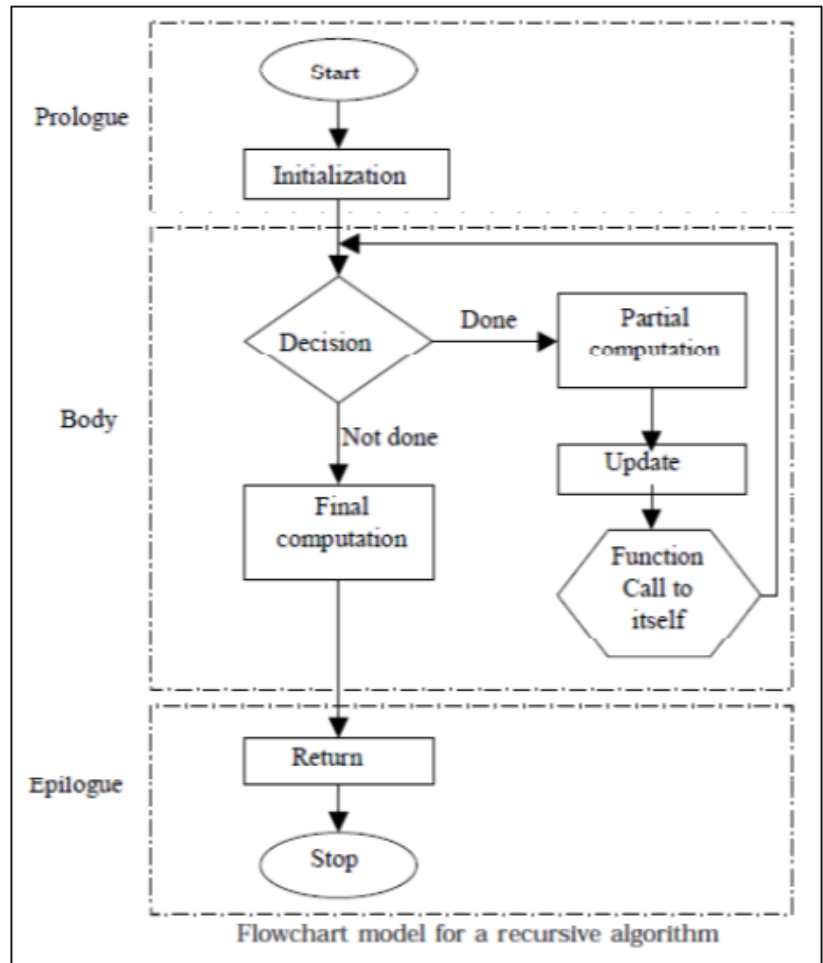 Start
Prologue
Initialization
Decision
Done
Partial
computation
Body
Not done
Update
Final
computation
Function
Call to
itself
Return
Epilogue
Stop
Flowchart model for a recursive algorithm